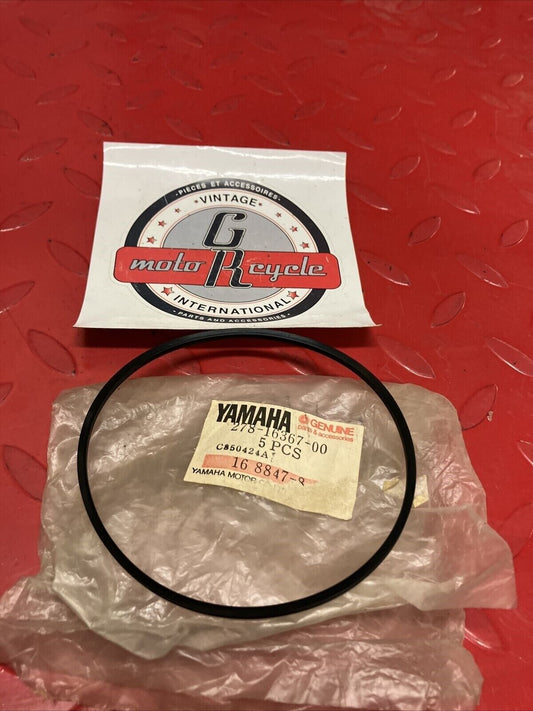 • PIECES ET ACCESSOIRES •
• VINTAGE •
G
moto R cycle
INTERNATIONAL
• PARTS AND ACCESSORIES •
YAMAHA GENUINE
parts & accessories
278-16367-00
5 PCS
C850424A
16 8847-8
YAMAHA MOTOR